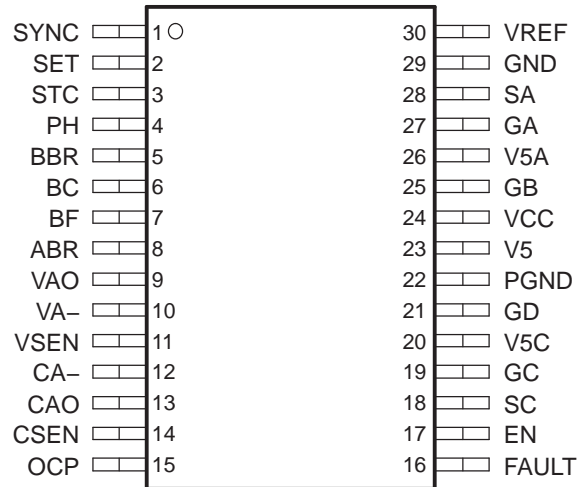 SYNC 1 30 VREF
SET 2 29 GND
STC 3 28 SA
PH 4 27 GA
BBR 5 26 V5A
BC 6 25 GB
BF 7 24 VCC
ABR 8 23 V5
VAO 9 22 PGND
VA− 10 21 GD
VSEN 11 20 V5C
CA− 12 19 GC
CAO 13 18 SC
CSEN 14 17 EN
OCP 15 16 FAULT